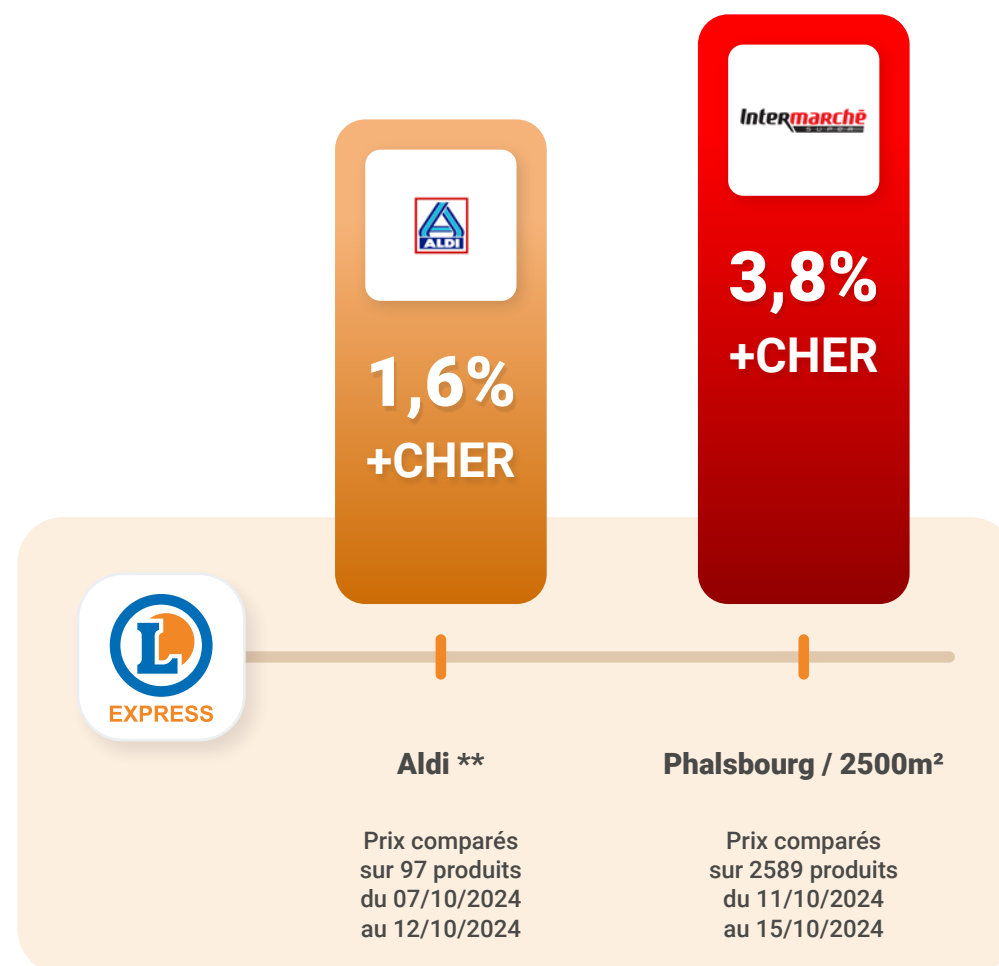 Intermarchē
SUPER
ALDI
3,8%
+CHER
1,6%
+CHER
L
EXPRESS
Aldi **
Phalsbourg / 2500m²
Prix comparés
sur 97 produits
du 07/10/2024
au 12/10/2024
Prix comparés
sur 2589 produits
du 11/10/2024
au 15/10/2024